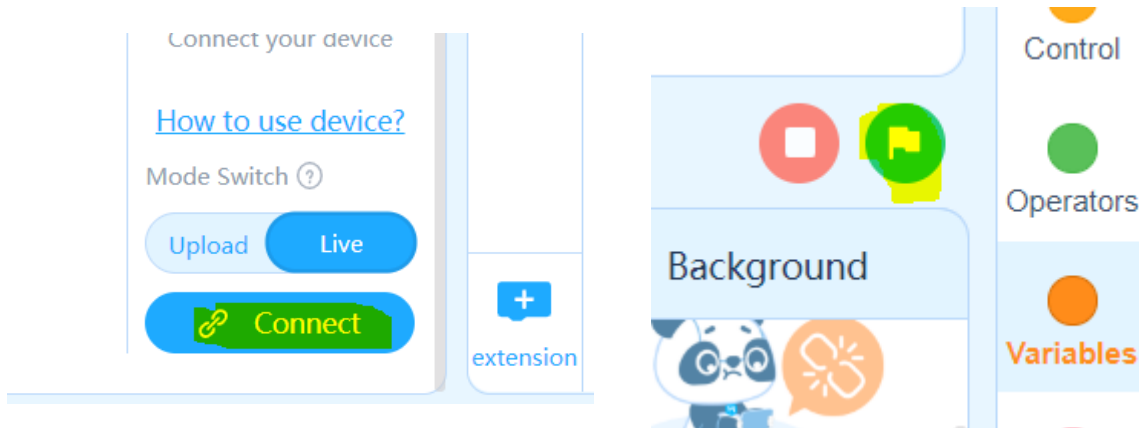 Connect your device
How to use device?
Mode Switch ?
Upload Live
Connect
extension
Control
Operators
Background
Variables